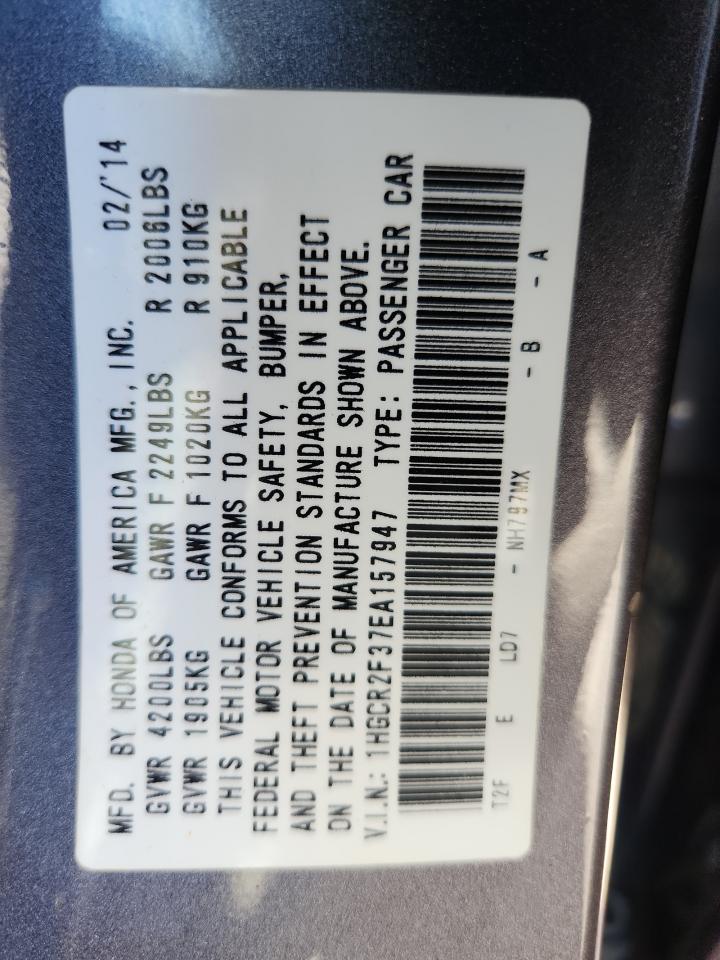 MFD. BY HONDA OF AMERICA MFG., INC. 02/'14
GVWR 4200LBS GAWR F 2249LBS R 2006LBS
GVWR 1905KG GAWR F 1020KG R 910KG
THIS VEHICLE CONFORMS TO ALL APPLICABLE
FEDERAL MOTOR VEHICLE SAFETY, BUMPER,
AND THEFT PREVENTION STANDARDS IN EFFECT
ON THE DATE OF MANUFACTURE SHOWN ABOVE.
V.I.N.: 1HGCR2F37EA157947 TYPE: PASSENGER CAR
T2F E LD7 - NH797MX - B - A